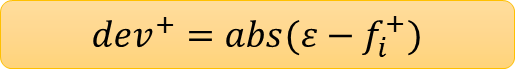 dev⁺ = abs(ε − fᵢ⁺)